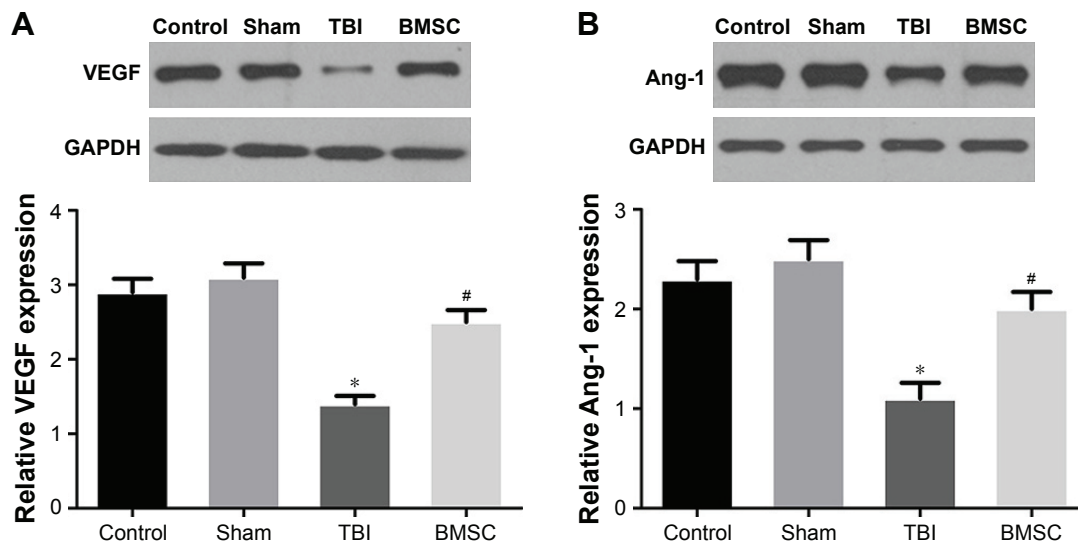 A
Control Sham TBI BMSC
VEGF
GAPDH
Relative VEGF expression
4
3
2
1
0
*
#
Control Sham TBI BMSC
B
Control Sham TBI BMSC
Ang-1
GAPDH
Relative Ang-1 expression
3
2
1
0
*
#
Control Sham TBI BMSC